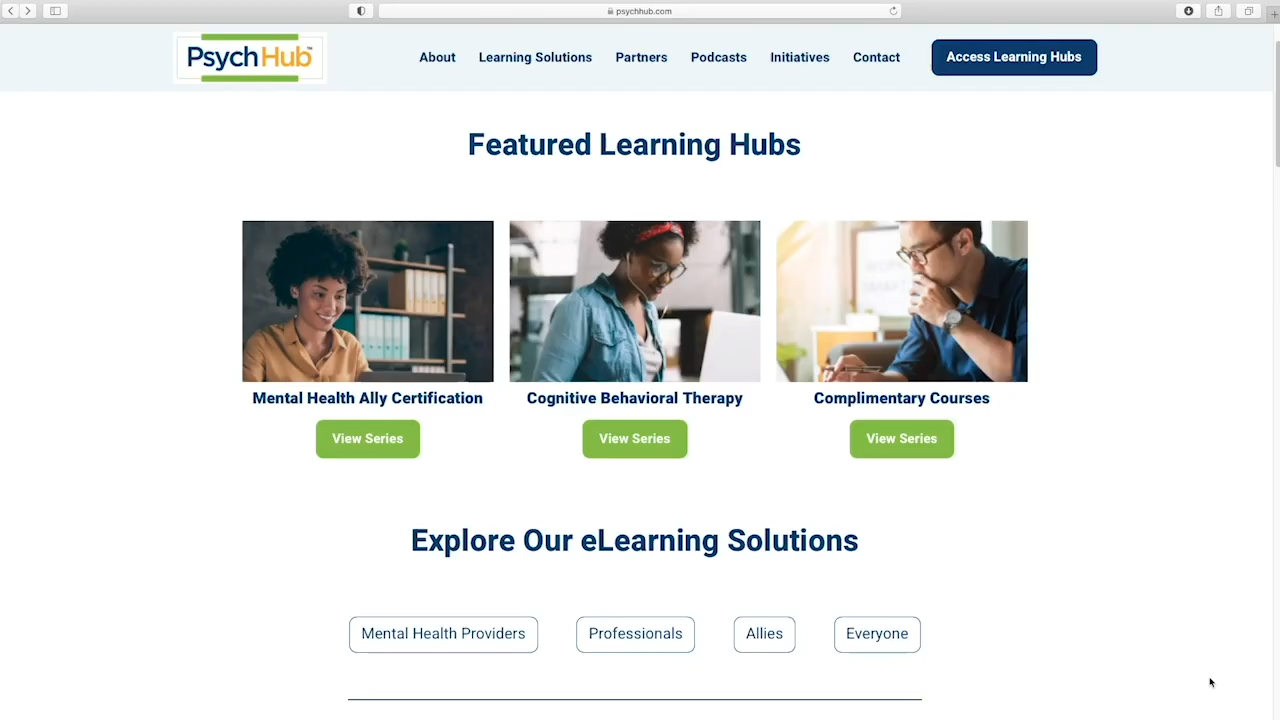 psychhub.com
PsychHub™
About
Learning Solutions
Partners
Podcasts
Initiatives
Contact
Access Learning Hubs
Featured Learning Hubs
Mental Health Ally Certification
Cognitive Behavioral Therapy
Complimentary Courses
View Series
View Series
View Series
Explore Our eLearning Solutions
Mental Health Providers
Professionals
Allies
Everyone